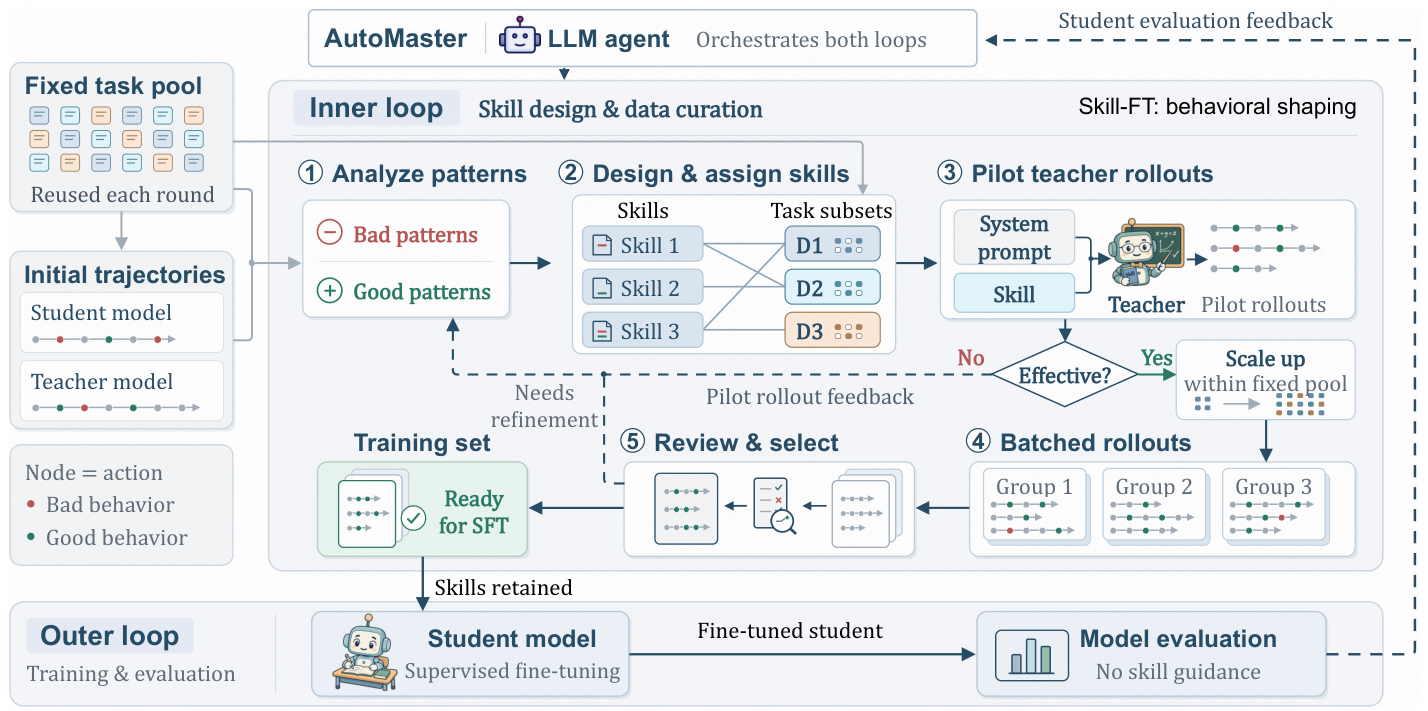 Student evaluation feedback
AutoMaster LLM agent Orchestrates both loops
Fixed task pool
Reused each round
Initial trajectories
Student model
Teacher model
Node = action
Bad behavior
Good behavior
Inner loop Skill design & data curation Skill-FT: behavioral shaping
① Analyze patterns
Bad patterns
Good patterns
② Design & assign skills
Skills Task subsets
Skill 1 D1
Skill 2 D2
Skill 3 D3
③ Pilot teacher rollouts
System
prompt
Skill
x+y=z
Teacher Pilot rollouts
No Effective? Yes
Scale up
within fixed pool
Pilot rollout feedback
Needs
refinement
④ Batched rollouts
Group 1 Group 2 Group 3
⑤ Review & select
Training set
Ready
for SFT
Skills retained
Outer loop
Training & evaluation
Student model
Supervised fine-tuning
Fine-tuned student
Model evaluation
No skill guidance